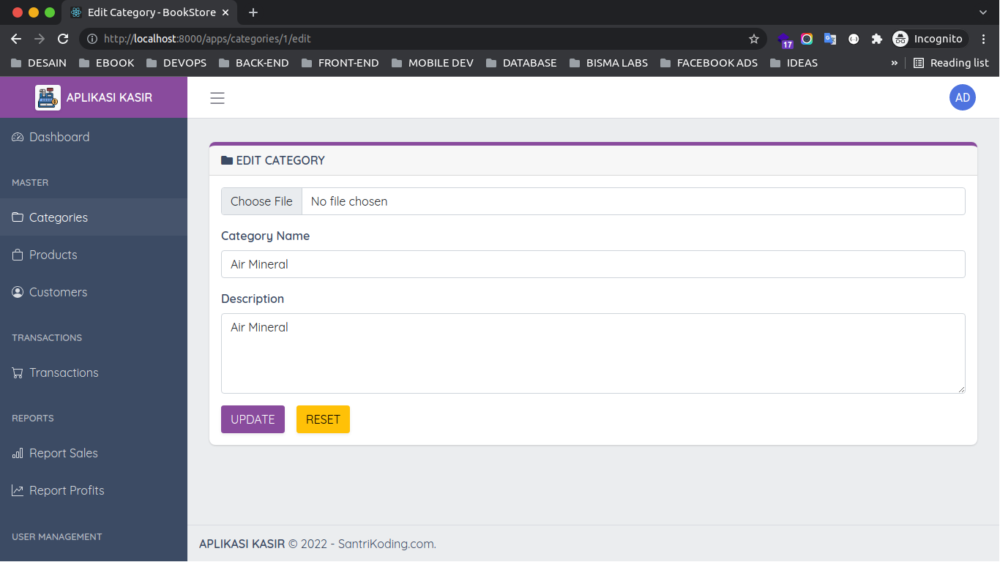 Edit Category - BookStore
http://localhost:8000/apps/categories/1/edit
17
Incognito
DESAIN
EBOOK
DEVOPS
BACK-END
FRONT-END
MOBILE DEV
DATABASE
BISMA LABS
FACEBOOK ADS
IDEAS
»
Reading list
APLIKASI KASIR
AD
Dashboard
MASTER
Categories
Products
Customers
TRANSACTIONS
Transactions
REPORTS
Report Sales
Report Profits
USER MANAGEMENT
EDIT CATEGORY
Choose File No file chosen
Category Name
Air Mineral
Description
Air Mineral
UPDATE RESET
APLIKASI KASIR © 2022 - SantriKoding.com.